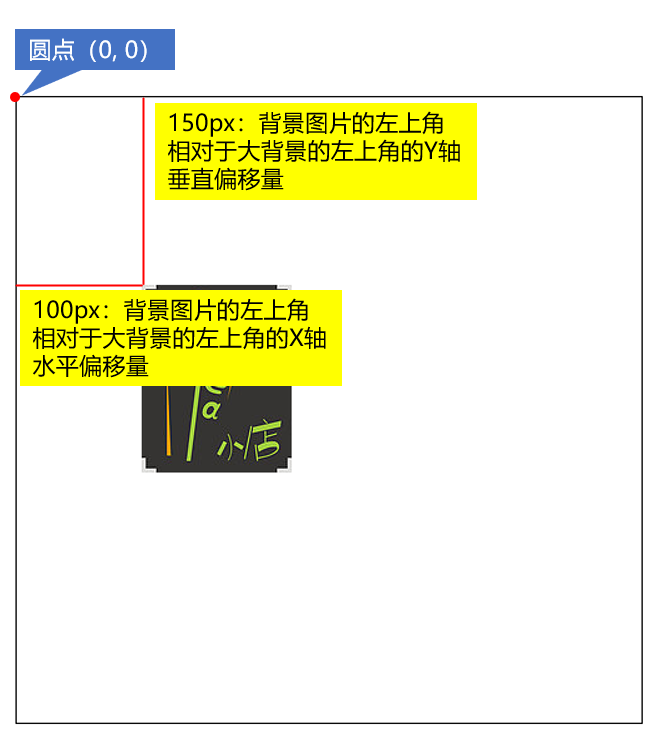 圆点（0, 0）
150px：背景图片的左上角
相对于大背景的左上角的Y轴
垂直偏移量
100px：背景图片的左上角
相对于大背景的左上角的X轴
水平偏移量
α
小店